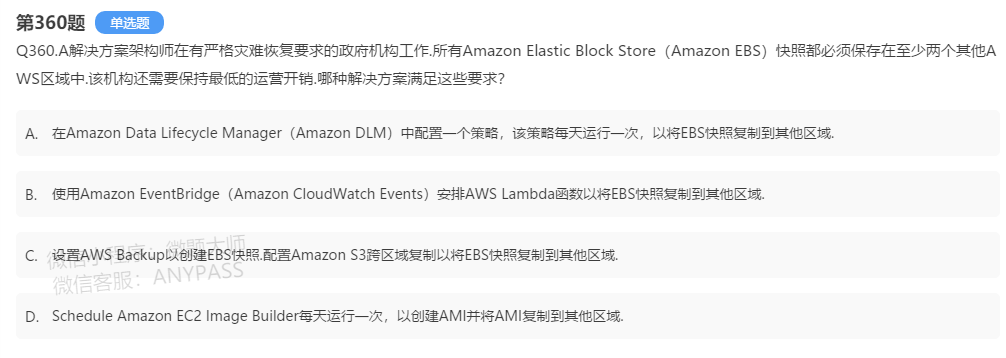 第360题 单选题
Q360.A解决方案架构师在有严格灾难恢复要求的政府机构工作.所有Amazon Elastic Block Store（Amazon EBS）快照都必须保存在至少两个其他A
WS区域中.该机构还需要保持最低的运营开销.哪种解决方案满足这些要求？
A. 在Amazon Data Lifecycle Manager（Amazon DLM）中配置一个策略，该策略每天运行一次，以将EBS快照复制到其他区域.
B. 使用Amazon EventBridge（Amazon CloudWatch Events）安排AWS Lambda函数以将EBS快照复制到其他区域.
微信小程序：微题大师
C. 设置AWS Backup以创建EBS快照.配置Amazon S3跨区域复制以将EBS快照复制到其他区域.
微信客服：ANYPASS
D. Schedule Amazon EC2 Image Builder每天运行一次，以创建AMI并将AMI复制到其他区域.